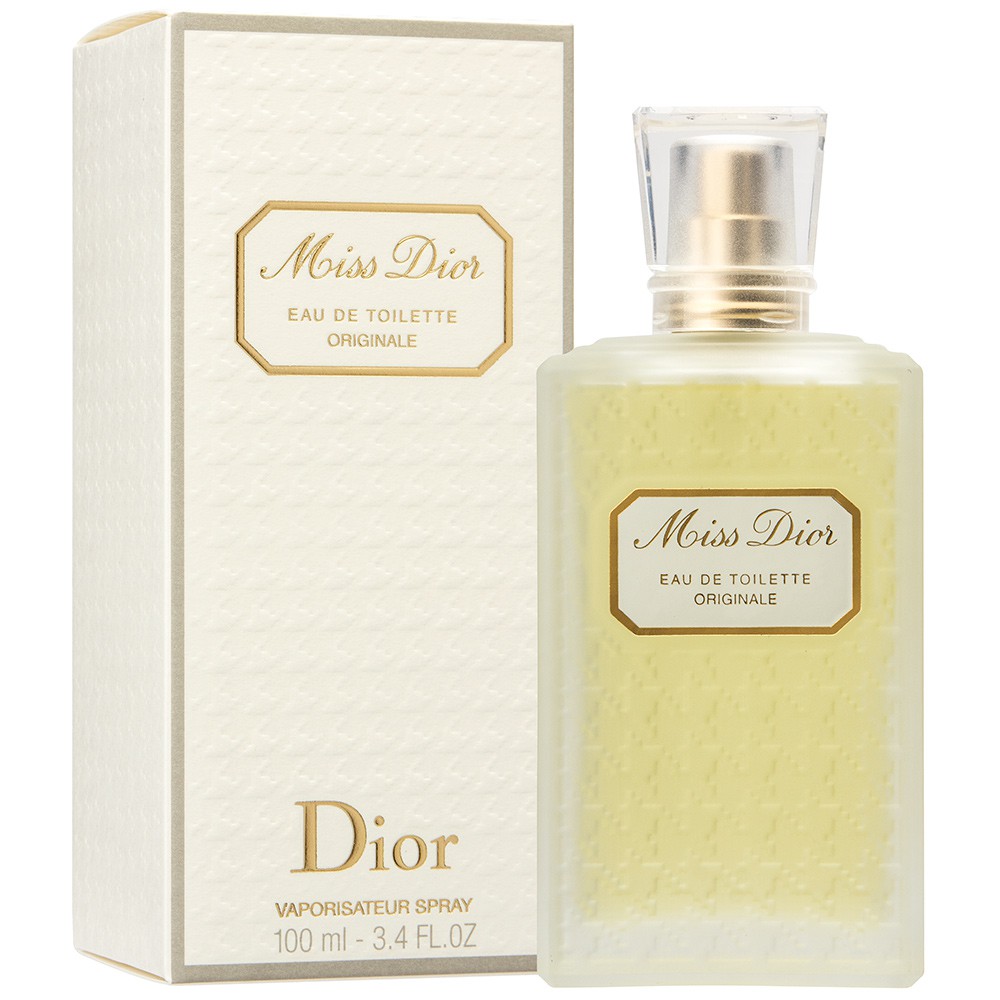 Miss Dior
EAU DE TOILETTE
ORIGINALE
Dior
VAPORISATEUR SPRAY
100 ml - 3.4 FL.OZ
Miss Dior
EAU DE TOILETTE
ORIGINALE